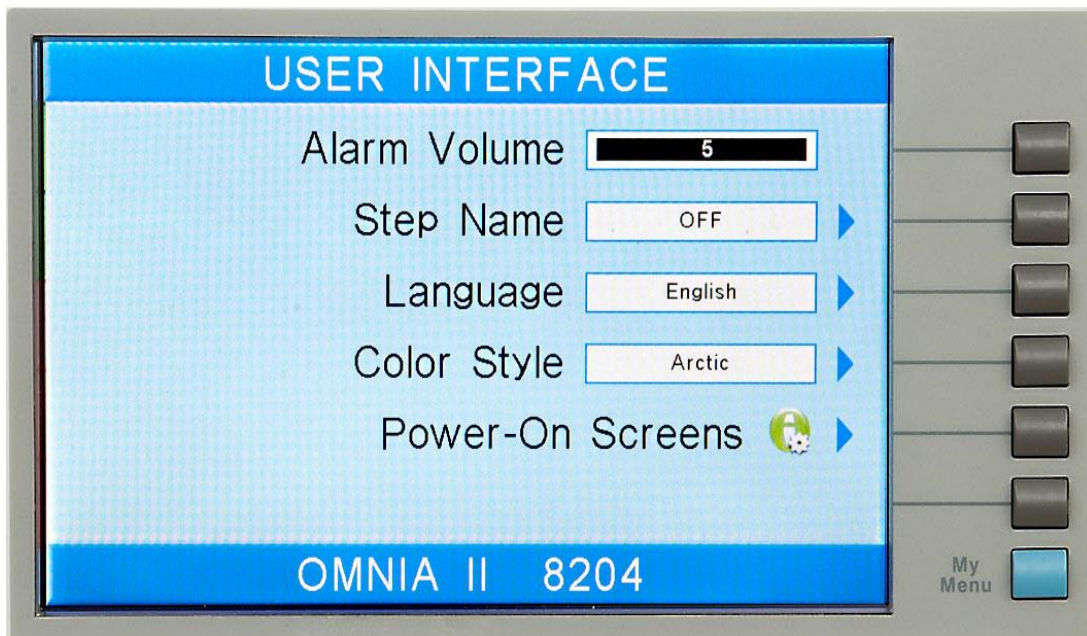 USER INTERFACE
Alarm Volume 5
Step Name OFF
Language English
Color Style Arctic
Power-On Screens
OMNIA II 8204
My
Menu